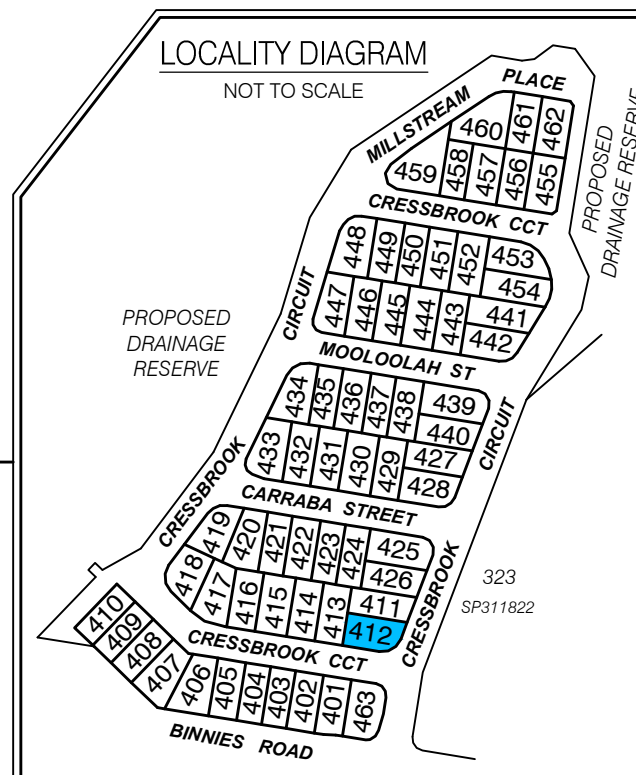 LOCALITY DIAGRAM
NOT TO SCALE
MILLSTREAM PLACE
460 461 462
459 458 457 456 455
PROPOSED
DRAINAGE RESERVE
CRESSBROOK CCT
448 449 450 451 452 453
454
447 446 445 444 443 441
442
CIRCUIT
PROPOSED
DRAINAGE
RESERVE
MOOLOOLAH ST
434 435 436 437 438 439
440
433 432 431 430 429 427
428
CIRCUIT
CRESSBROOK
CARRABA STREET
419 420 421 422 423 424 425
426
418 417 416 415 414 413 411
412
CRESSBROOK
323
SP311822
CRESSBROOK CCT
410 409 408 407 406 405 404 403 402 401 463
BINNIES ROAD